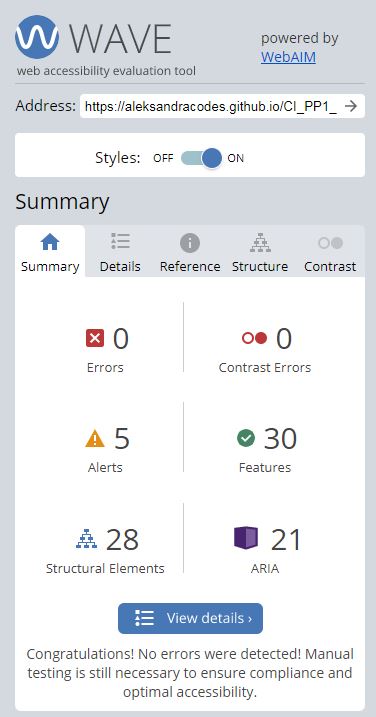 WAVE
powered by
WebAIM
web accessibility evaluation tool
Address: https://aleksandracodes.github.io/CI_PP1_
Styles: OFF ON
Summary
Summary Details Reference Structure Contrast
0 0
Errors Contrast Errors
5 30
Alerts Features
28 21
Structural Elements ARIA
View details ›
Congratulations! No errors were detected! Manual
testing is still necessary to ensure compliance and
optimal accessibility.